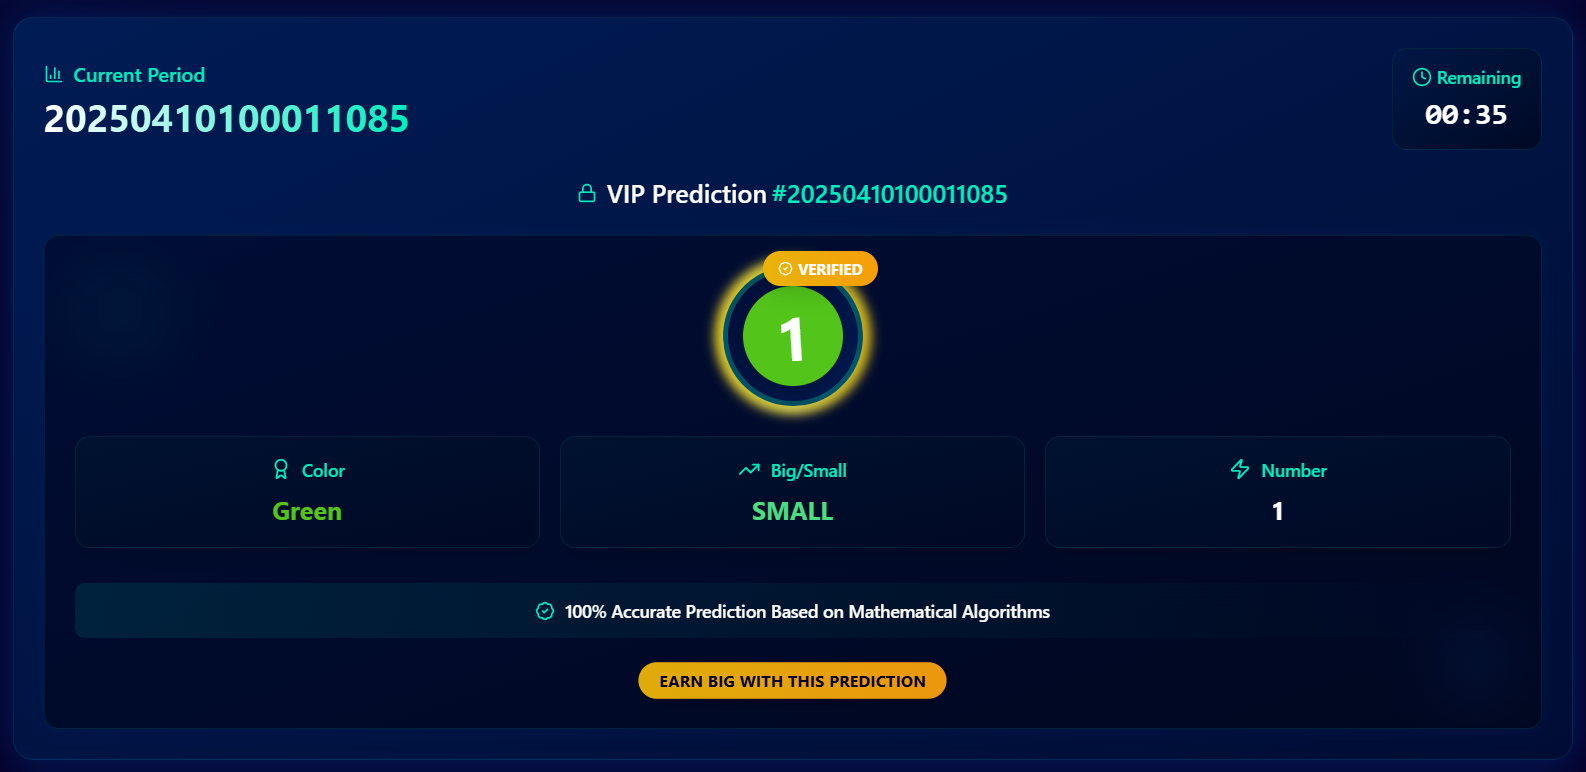 Current Period
20250410100011085
Remaining
00:35
VIP Prediction #20250410100011085
VERIFIED
1
Color
Green
Big/Small
SMALL
Number
1
100% Accurate Prediction Based on Mathematical Algorithms
EARN BIG WITH THIS PREDICTION